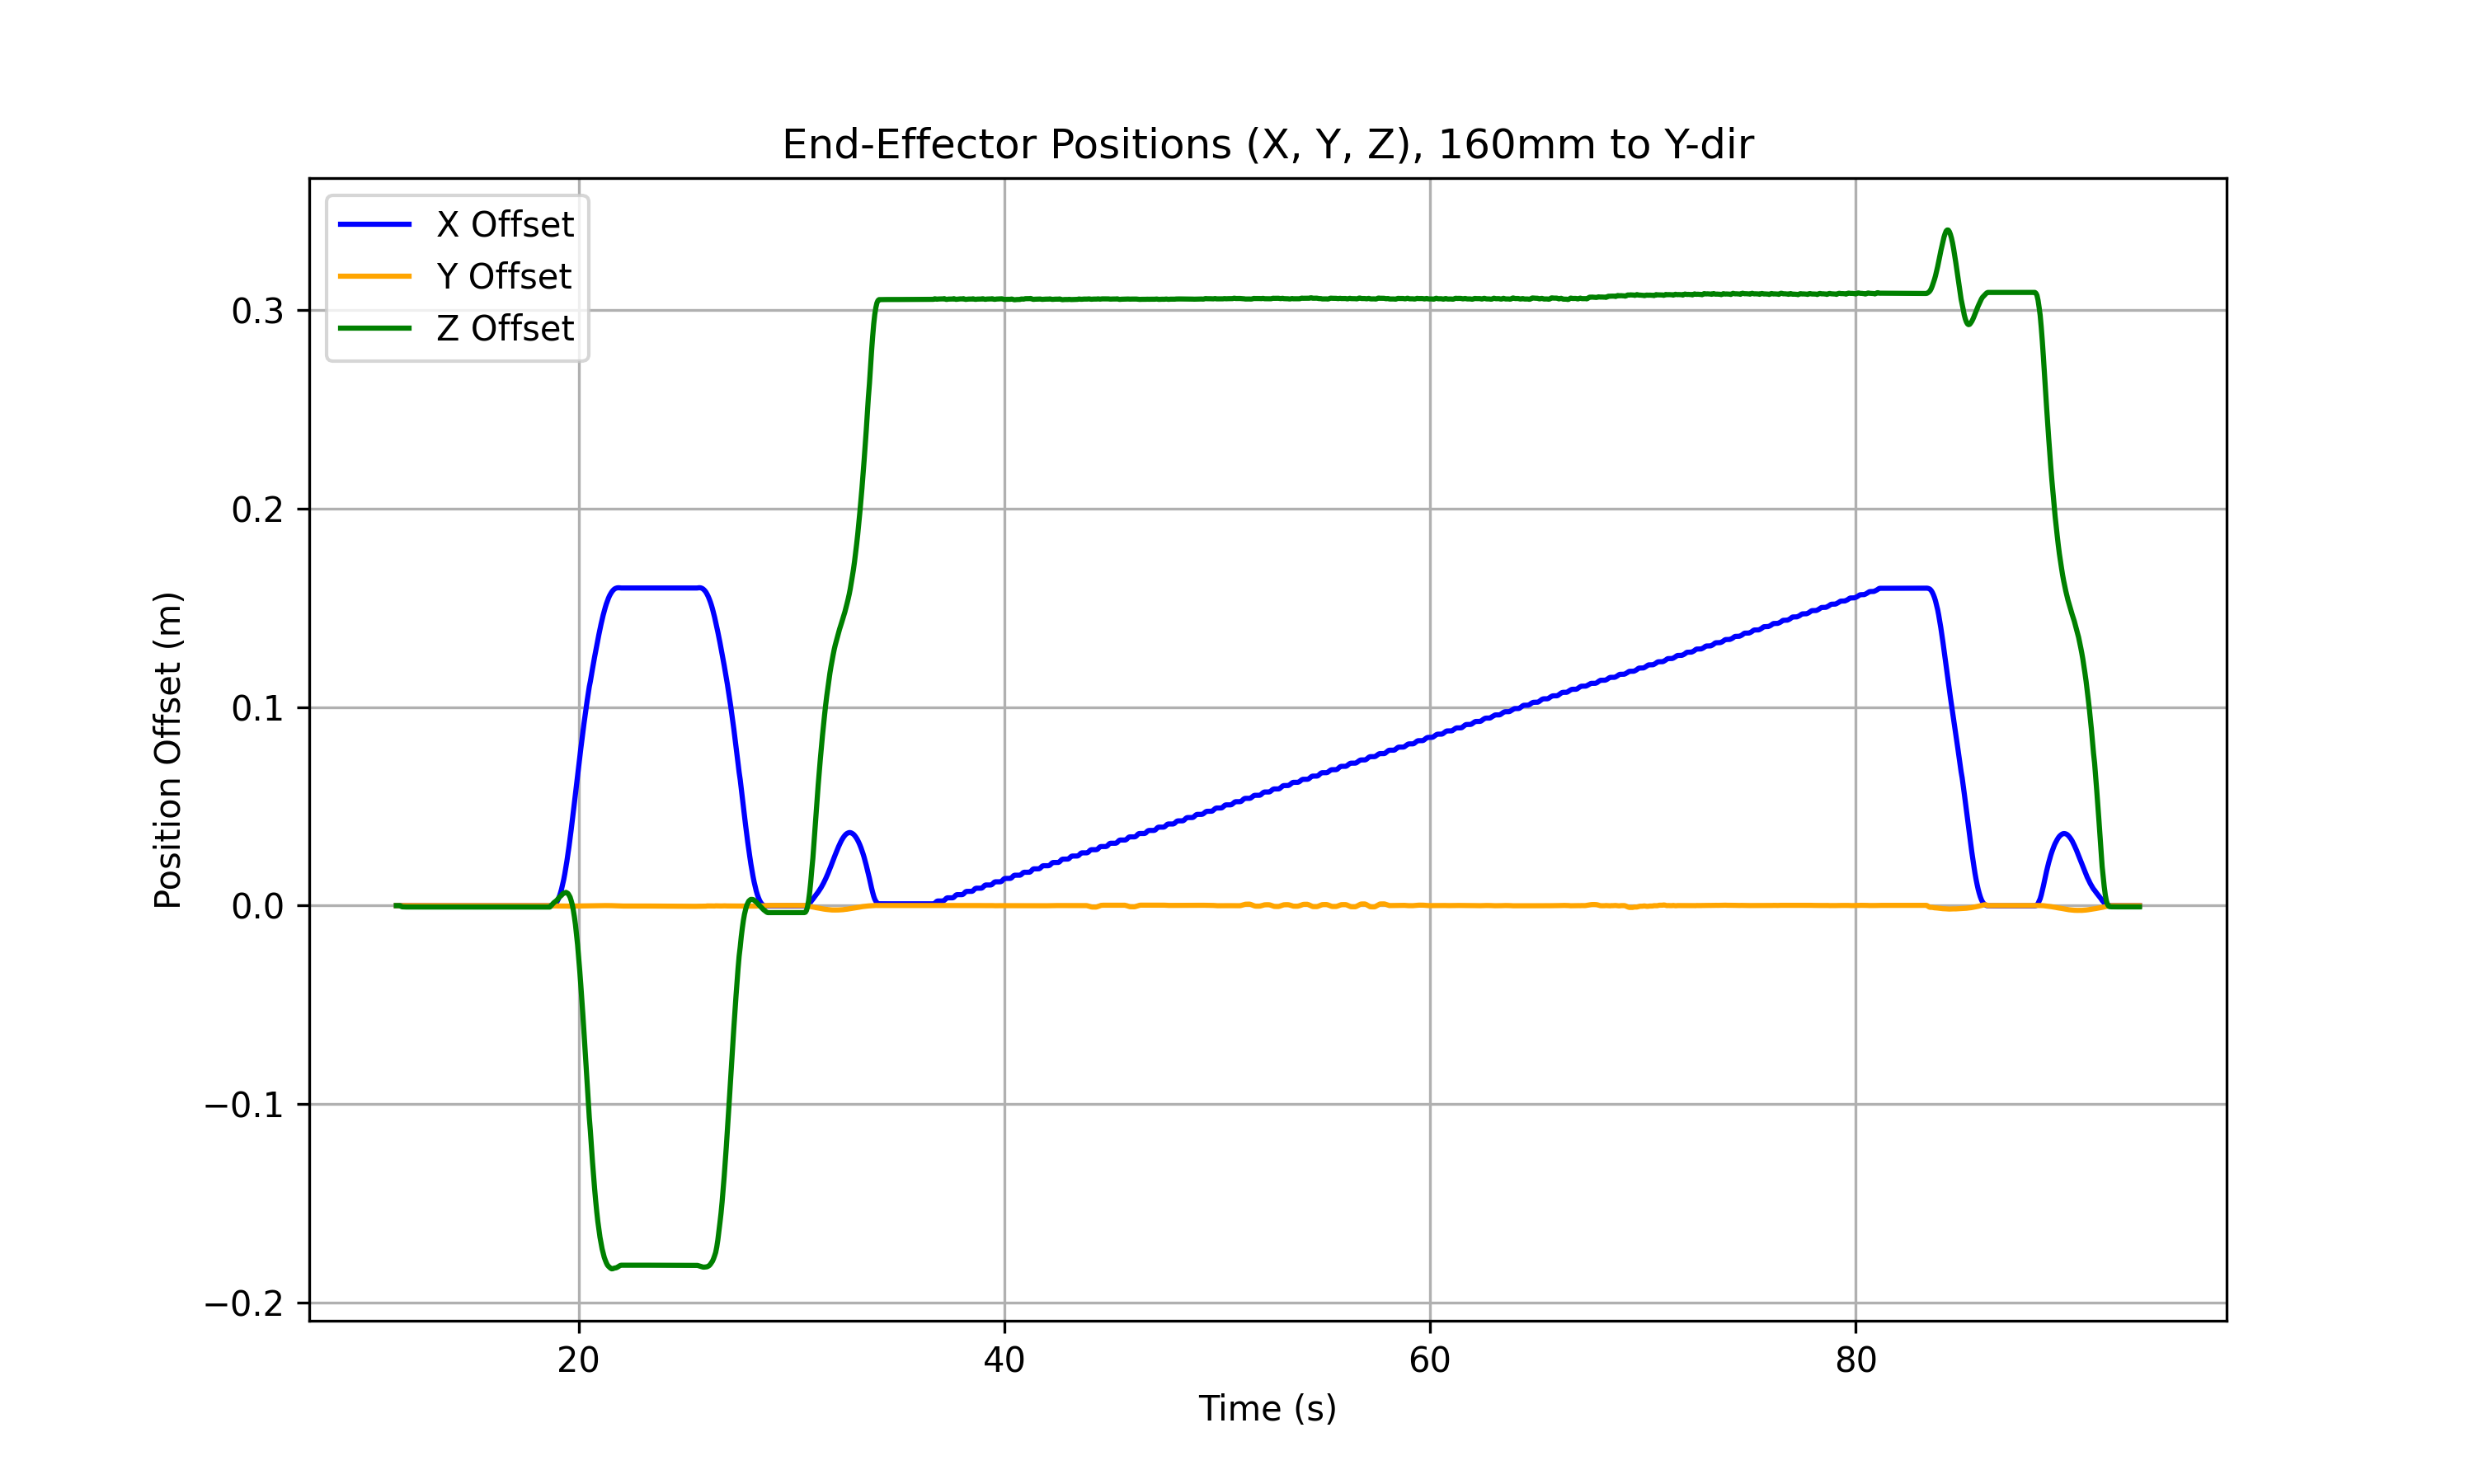 End-Effector Positions (X, Y, Z), 160mm to Y-dir
X Offset
Y Offset
Z Offset
Position Offset (m)
0.3
0.2
0.1
0.0
−0.1
−0.2
20
40
60
80
Time (s)